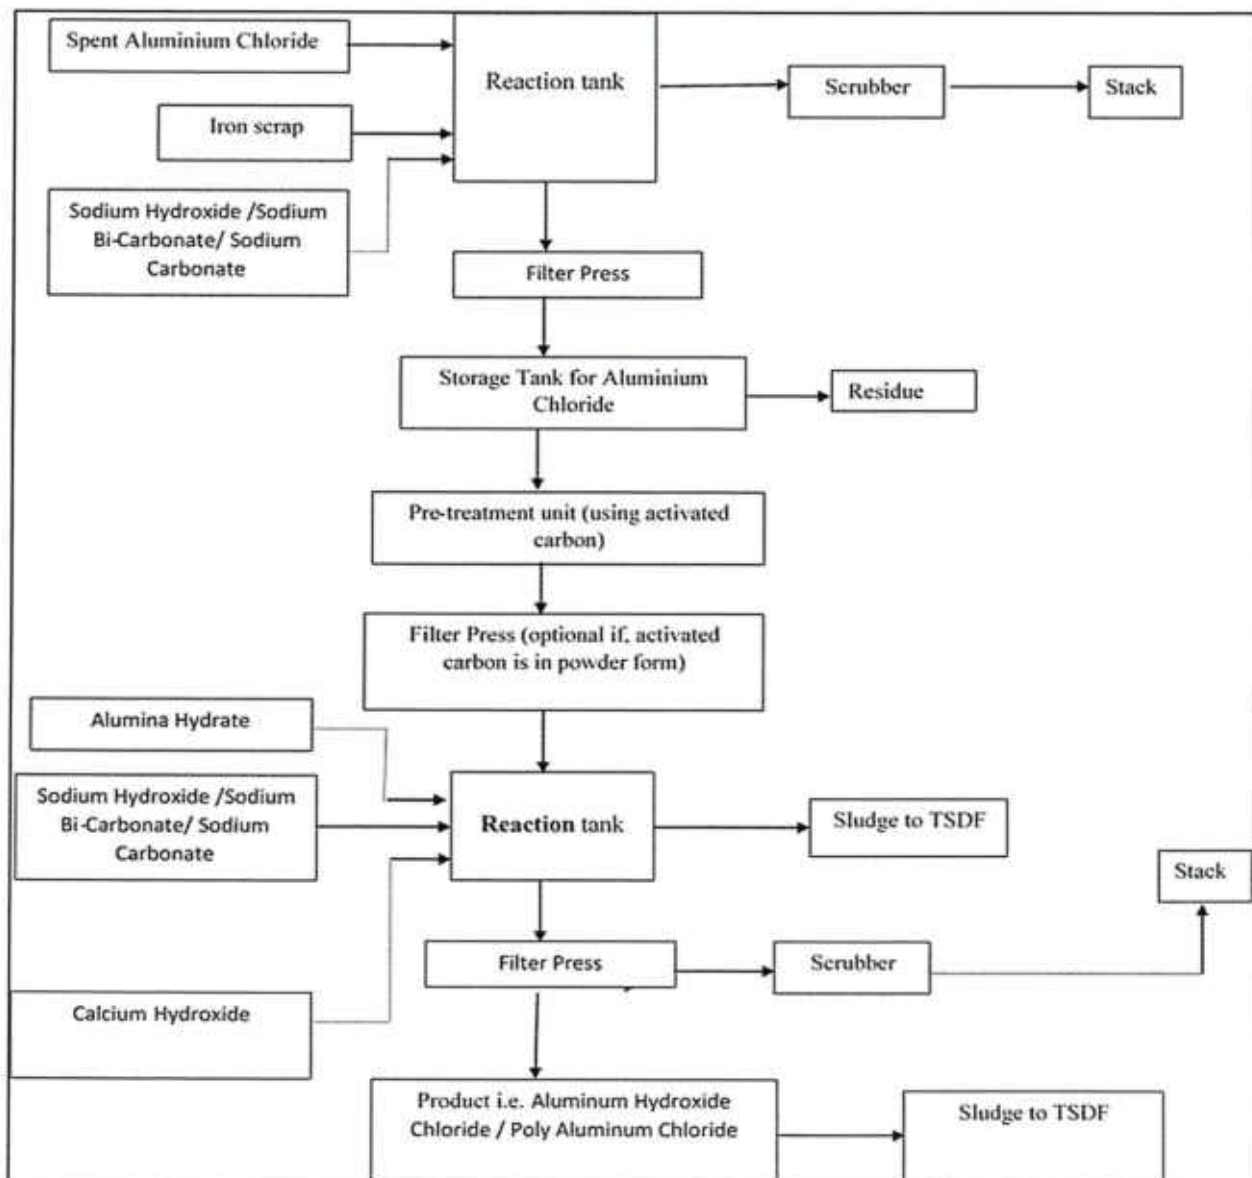 Spent Aluminium Chloride
Reaction tank
Scrubber
Stack
Iron scrap
Sodium Hydroxide /Sodium
Bi-Carbonate/ Sodium
Carbonate
Filter Press
Storage Tank for Aluminium
Chloride
Residue
Pre-treatment unit (using activated
carbon)
Filter Press (optional if, activated
carbon is in powder form)
Alumina Hydrate
Sodium Hydroxide /Sodium
Bi-Carbonate/ Sodium
Carbonate
Reaction tank
Sludge to TSDF
Stack
Filter Press
Scrubber
Calcium Hydroxide
Product i.e. Aluminum Hydroxide
Chloride / Poly Aluminum Chloride
Sludge to TSDF